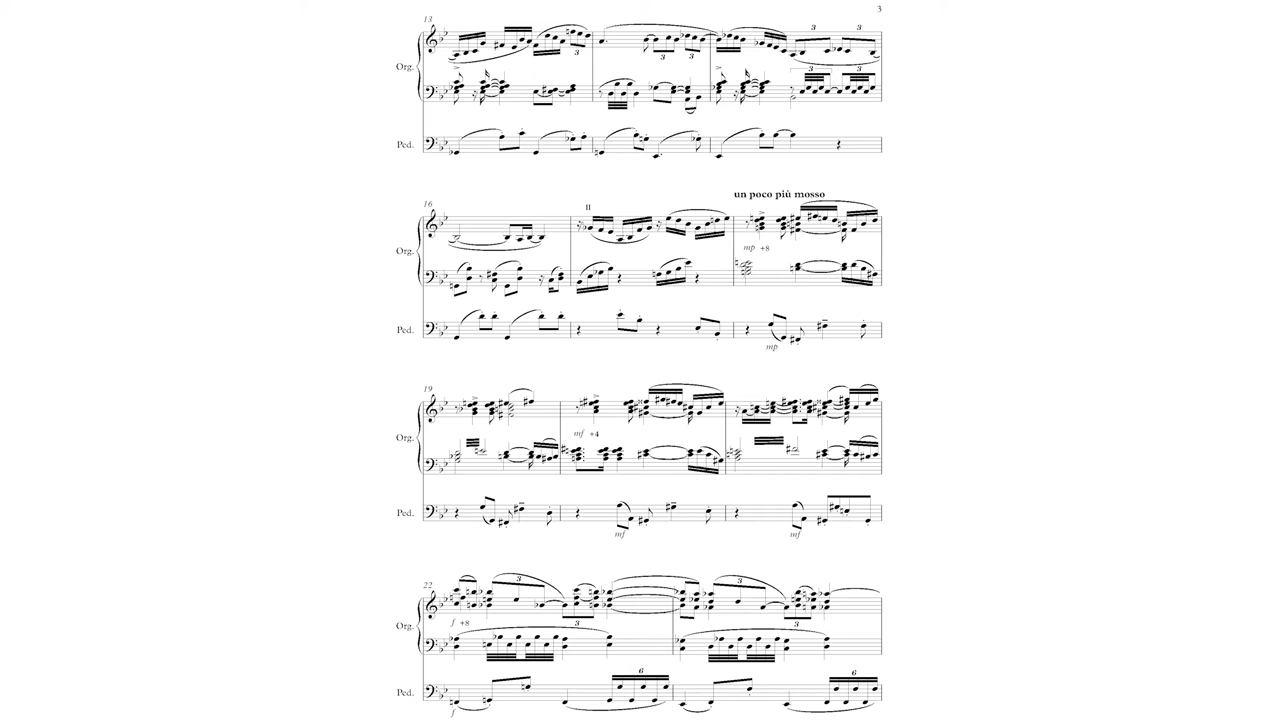 3
13
Org.
3
3
3
3
3
3
3
Ped.
16
II
un poco più mosso
Org.
mp +8
Ped.
mp
19
Org.
mf +4
Ped.
mf
mf
22
3
3
Org.
f +8
3
3
6
6
Ped.
f